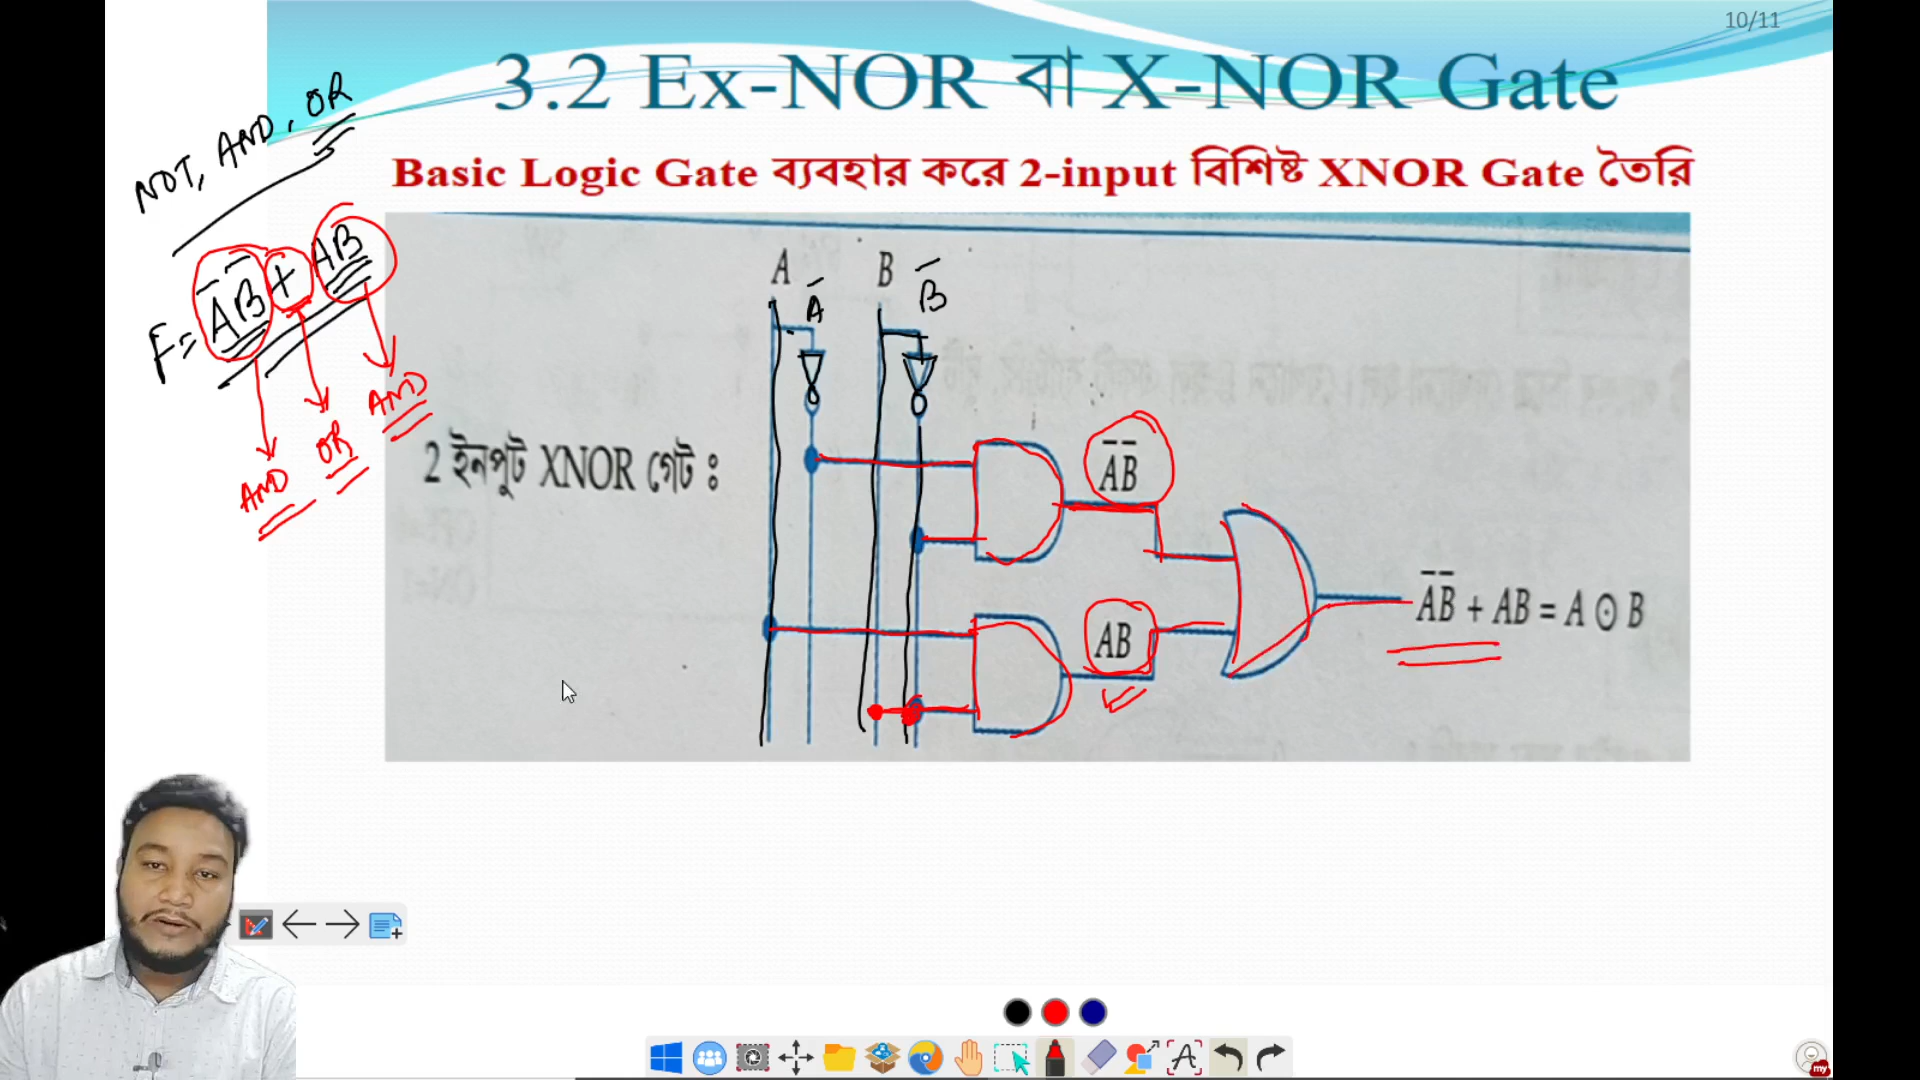 10/11
3.2 Ex-NOR বা X-NOR Gate
NOT, AND, OR
Basic Logic Gate ব্যবহার করে 2-input বিশিষ্ট XNOR Gate তৈরি
F = A̅B̅ + AB
AND OR AND
A A̅ B B̅
2 ইনপুট XNOR গেট :
A̅B̅
AB
A̅B̅ + AB = A ⊙ B
my